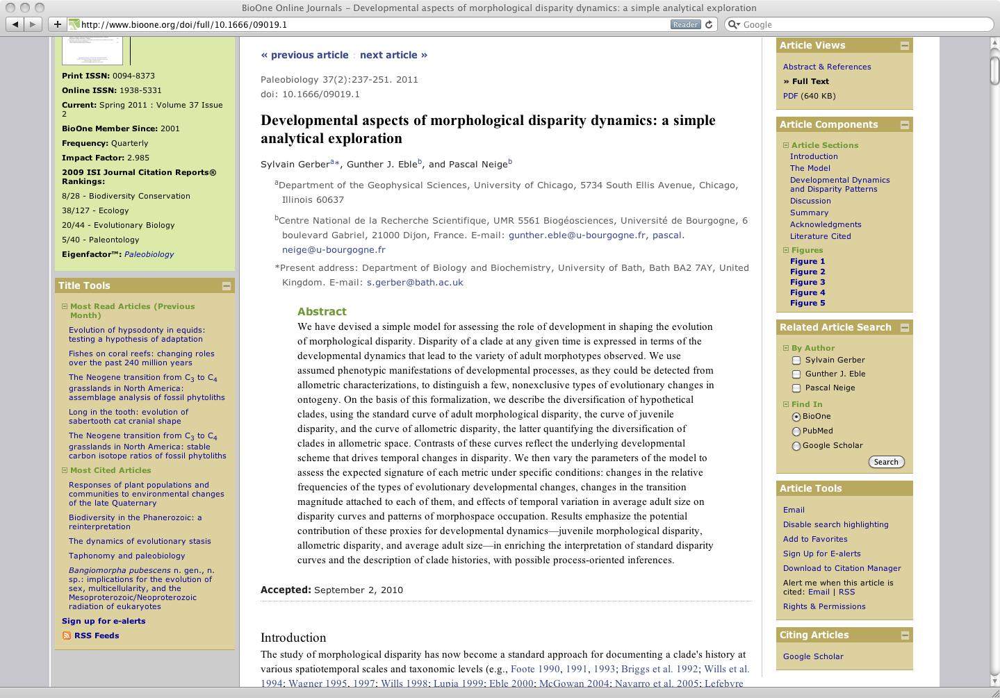 BioOne Online Journals – Developmental aspects of morphological disparity dynamics: a simple analytical exploration
http://www.bioone.org/doi/full/10.1666/09019.1
Reader
Google
Print ISSN: 0094-8373
Online ISSN: 1938-5331
Current: Spring 2011 : Volume 37 Issue
2
BioOne Member Since: 2001
Frequency: Quarterly
Impact Factor: 2.985
2009 ISI Journal Citation Reports®
Rankings:
8/28 - Biodiversity Conservation
38/127 - Ecology
20/44 - Evolutionary Biology
5/40 - Paleontology
Eigenfactor™: Paleobiology
Title Tools
Most Read Articles (Previous
Month)
Evolution of hypsodonty in equids:
testing a hypothesis of adaptation
Fishes on coral reefs: changing roles
over the past 240 million years
The Neogene transition from C3 to C4
grasslands in North America:
assemblage analysis of fossil phytoliths
Long in the tooth: evolution of
sabertooth cat cranial shape
The Neogene transition from C3 to C4
grasslands in North America: stable
carbon isotope ratios of fossil phytoliths
Most Cited Articles
Responses of plant populations and
communities to environmental changes
of the late Quaternary
Biodiversity in the Phanerozoic: a
reinterpretation
The dynamics of evolutionary stasis
Taphonomy and paleobiology
Bangiomorpha pubescens n. gen., n.
sp.: implications for the evolution of
sex, multicellularity, and the
Mesoproterozoic/Neoproterozoic
radiation of eukaryotes
Sign up for e-alerts
RSS Feeds
« previous article : next article »
Paleobiology 37(2):237-251. 2011
doi: 10.1666/09019.1
Developmental aspects of morphological disparity dynamics: a simple
analytical exploration
Sylvain Gerbera*, Gunther J. Ebleb, and Pascal Neigeb
aDepartment of the Geophysical Sciences, University of Chicago, 5734 South Ellis Avenue, Chicago,
Illinois 60637
bCentre National de la Recherche Scientifique, UMR 5561 Biogéosciences, Université de Bourgogne, 6
boulevard Gabriel, 21000 Dijon, France. E-mail: gunther.eble@u-bourgogne.fr, pascal.
neige@u-bourgogne.fr
*Present address: Department of Biology and Biochemistry, University of Bath, Bath BA2 7AY, United
Kingdom. E-mail: s.gerber@bath.ac.uk
Abstract
We have devised a simple model for assessing the role of development in shaping the evolution
of morphological disparity. Disparity of a clade at any given time is expressed in terms of the
developmental dynamics that lead to the variety of adult morphotypes observed. We use
assumed phenotypic manifestations of developmental processes, as they could be detected from
allometric characterizations, to distinguish a few, nonexclusive types of evolutionary changes in
ontogeny. On the basis of this formalization, we describe the diversification of hypothetical
clades, using the standard curve of adult morphological disparity, the curve of juvenile
disparity, and the curve of allometric disparity, the latter quantifying the diversification of
clades in allometric space. Contrasts of these curves reflect the underlying developmental
scheme that drives temporal changes in disparity. We then vary the parameters of the model to
assess the expected signature of each metric under specific conditions: changes in the relative
frequencies of the types of evolutionary developmental changes, changes in the transition
magnitude attached to each of them, and effects of temporal variation in average adult size on
disparity curves and patterns of morphospace occupation. Results emphasize the potential
contribution of these proxies for developmental dynamics—juvenile morphological disparity,
allometric disparity, and average adult size—in enriching the interpretation of standard disparity
curves and the description of clade histories, with possible process-oriented inferences.
Accepted: September 2, 2010
Introduction
The study of morphological disparity has now become a standard approach for documenting a clade's history at
various spatiotemporal scales and taxonomic levels (e.g., Foote 1990, 1991, 1993; Briggs et al. 1992; Wills et al.
1994; Wagner 1995, 1997; Wills 1998; Lupia 1999; Eble 2000; McGowan 2004; Navarro et al. 2005; Lefebvre
Article Views
Abstract & References
» Full Text
PDF (640 KB)
Article Components
Article Sections
Introduction
The Model
Developmental Dynamics
and Disparity Patterns
Discussion
Summary
Acknowledgments
Literature Cited
Figures
Figure 1
Figure 2
Figure 3
Figure 4
Figure 5
Related Article Search
By Author
Sylvain Gerber
Gunther J. Eble
Pascal Neige
Find In
BioOne
PubMed
Google Scholar
Search
Article Tools
Email
Disable search highlighting
Add to Favorites
Sign Up for E-alerts
Download to Citation Manager
Alert me when this article is
cited: Email | RSS
Rights & Permissions
Citing Articles
Google Scholar